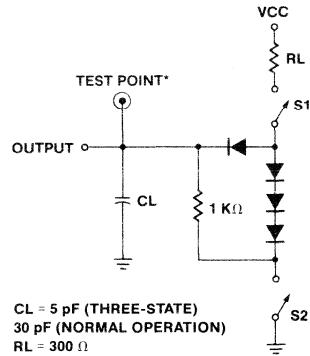 VCC
RL
TEST POINT*
S1
OUTPUT
CL
1 KΩ
S2
CL = 5 pF (THREE-STATE)
30 pF (NORMAL OPERATION)
RL = 300 Ω